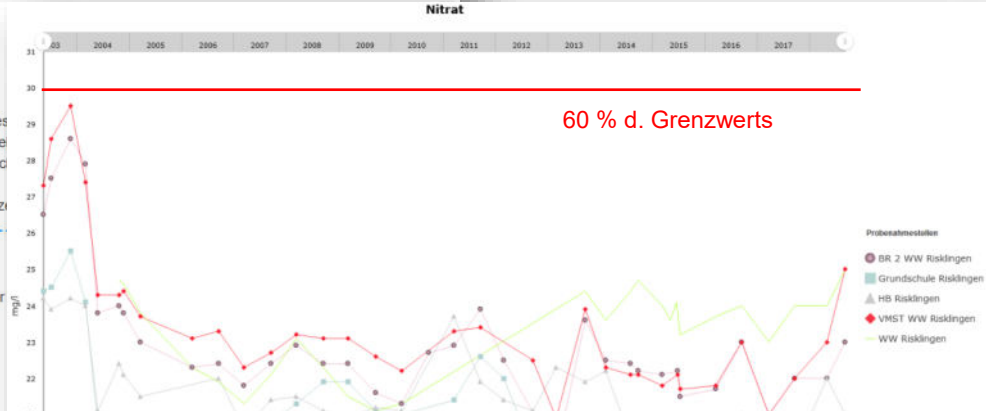 Nitrat
2004 2005 2006 2007 2008 2009 2010 2011 2012 2013 2014 2015 2016 2017
31
30
60 % d. Grenzwerts
29
28
27
26
25
24
23
22
mg/l
Probenahmestellen
BR 2 WW Risklingen
Grundschule Risklingen
HB Risklingen
VMST WW Risklingen
WW Risklingen